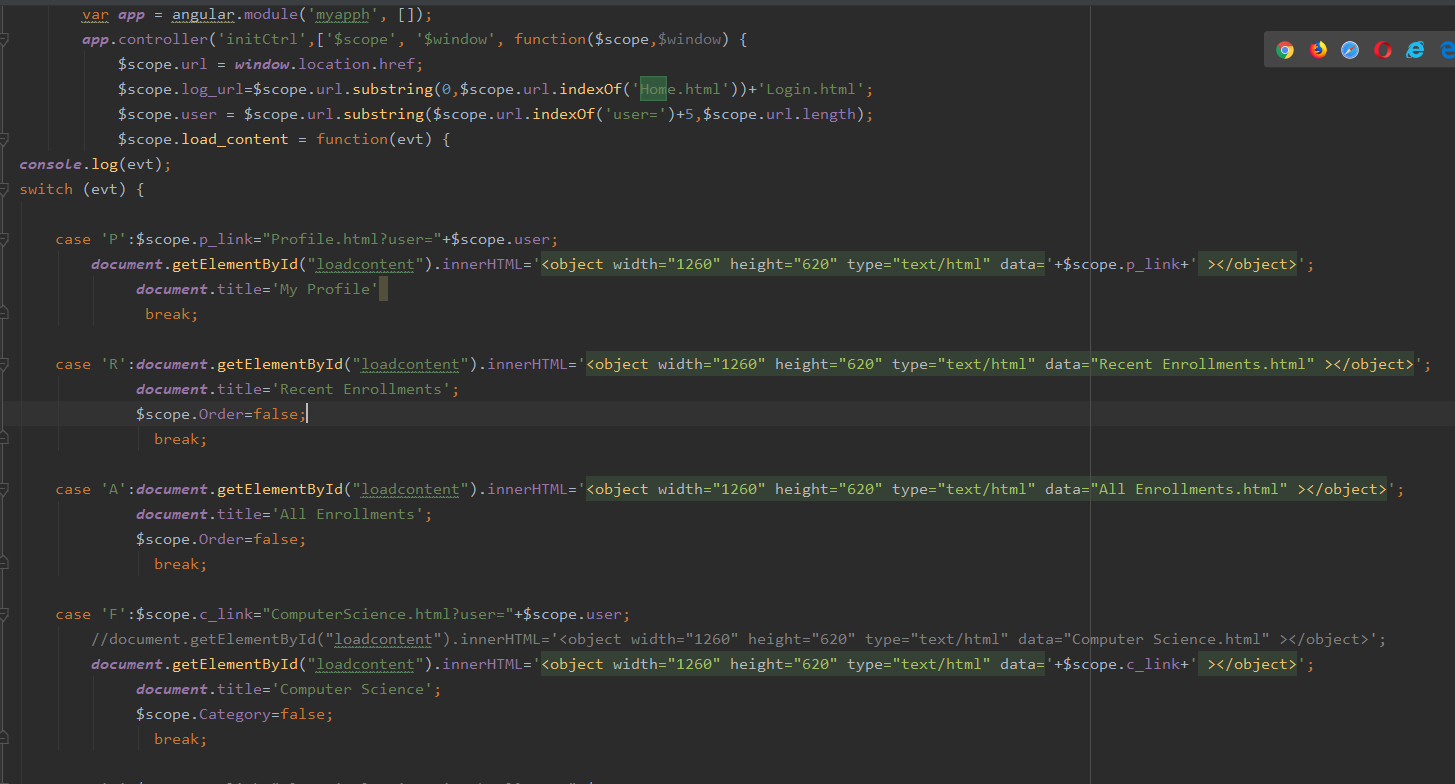 var app = angular.module('myapph', []);
app.controller('initCtrl',['$scope', '$window', function($scope,$window) {
$scope.url = window.location.href;
$scope.log_url=$scope.url.substring(0,$scope.url.indexOf('Home.html'))+'Login.html';
$scope.user = $scope.url.substring($scope.url.indexOf('user=')+5,$scope.url.length);
$scope.load_content = function(evt) {
console.log(evt);
switch (evt) {
case 'P':$scope.p_link="Profile.html?user="+$scope.user;
document.getElementById("loadcontent").innerHTML='<object width="1260" height="620" type="text/html" data='+$scope.p_link+' ></object>';
document.title='My Profile'
break;
case 'R':document.getElementById("loadcontent").innerHTML='<object width="1260" height="620" type="text/html" data="Recent Enrollments.html" ></object>';
document.title='Recent Enrollments';
$scope.Order=false;
break;
case 'A':document.getElementById("loadcontent").innerHTML='<object width="1260" height="620" type="text/html" data="All Enrollments.html" ></object>';
document.title='All Enrollments';
$scope.Order=false;
break;
case 'F':$scope.c_link="ComputerScience.html?user="+$scope.user;
//document.getElementById("loadcontent").innerHTML='<object width="1260" height="620" type="text/html" data="Computer Science.html" ></object>';
document.getElementById("loadcontent").innerHTML='<object width="1260" height="620" type="text/html" data='+$scope.c_link+' ></object>';
document.title='Computer Science';
$scope.Category=false;
break;